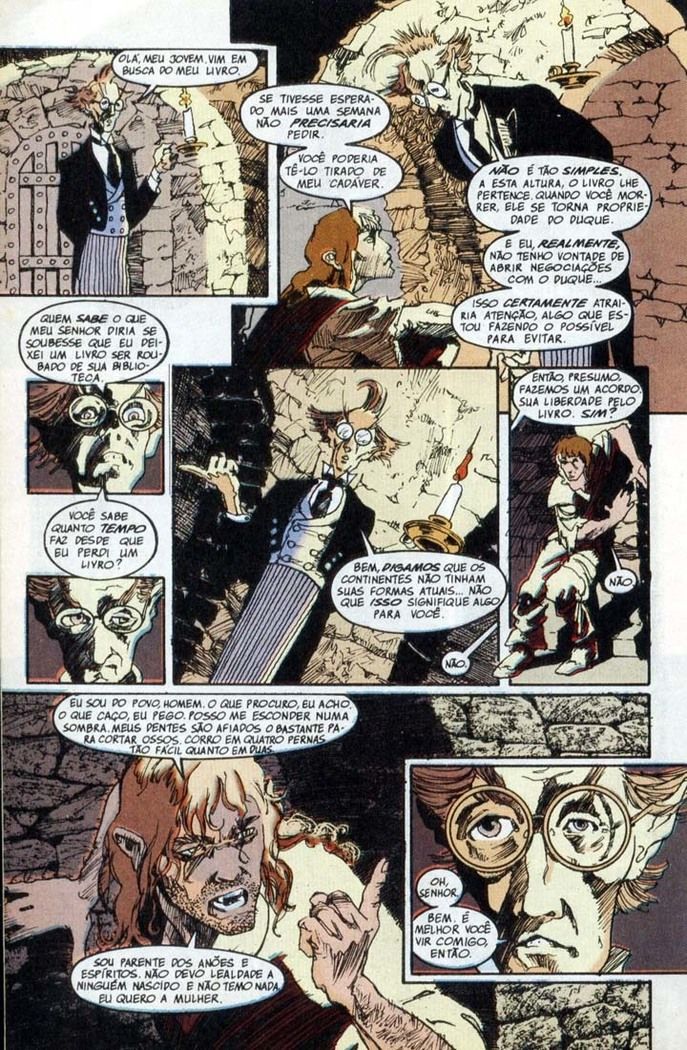 OLÁ, MEU JOVEM. VIM EM
BUSCA DO MEU LIVRO.
SE TIVESSE ESPERA-
DO MAIS UMA SEMANA
NÃO PRECISARIA
PEDIR.
VOCÊ PODERIA
TÊ-LO TIRADO DE
MEU CADÁVER.
NÃO É TÃO SIMPLES.
A ESTA ALTURA, O LIVRO LHE
PERTENCE. QUANDO VOCÊ MOR-
RER, ELE SE TORNA PROPRIE-
DADE DO DUQUE.
E EU, REALMENTE,
NÃO TENHO VONTADE DE
ABRIR NEGOCIAÇÕES
COM O DUQUE...
ISSO CERTAMENTE ATRAI-
RIA ATENÇÃO, ALGO QUE ES-
TOU FAZENDO O POSSÍVEL
PARA EVITAR.
QUEM SABE O QUE
MEU SENHOR DIRIA SE
SOUBESSE QUE EU DEI-
XEI UM LIVRO SER ROU-
BADO DE SUA BIBLIO-
TECA.
VOCÊ SABE
QUANTO TEMPO
FAZ DESDE QUE
EU PERDI UM
LIVRO?
BEM, DIGAMOS QUE OS
CONTINENTES NÃO TINHAM
SUAS FORMAS ATUAIS... NÃO
QUE ISSO SIGNIFIQUE ALGO
PARA VOCÊ.
NÃO.
ENTÃO, PRESUMO,
FAZEMOS UM ACORDO.
SUA LIBERDADE PELO
LIVRO. SIM?
NÃO.
EU SOU DO POVO, HOMEM. O QUE PROCURO, EU ACHO.
O QUE CAÇO, EU PEGO. POSSO ME ESCONDER NUMA
SOMBRA. MEUS DENTES SÃO AFIADOS O BASTANTE PA-
RA CORTAR OSSOS. CORRO EM QUATRO PERNAS
TÃO FÁCIL QUANTO EM DUAS.
SOU PARENTE DOS ANÕES E
ESPÍRITOS. NÃO DEVO LEALDADE A
NINGUÉM NASCIDO E NÃO TEMO NADA.
EU QUERO A MULHER.
OH,
SENHOR.
BEM. É
MELHOR VOCÊ
VIR COMIGO,
ENTÃO.